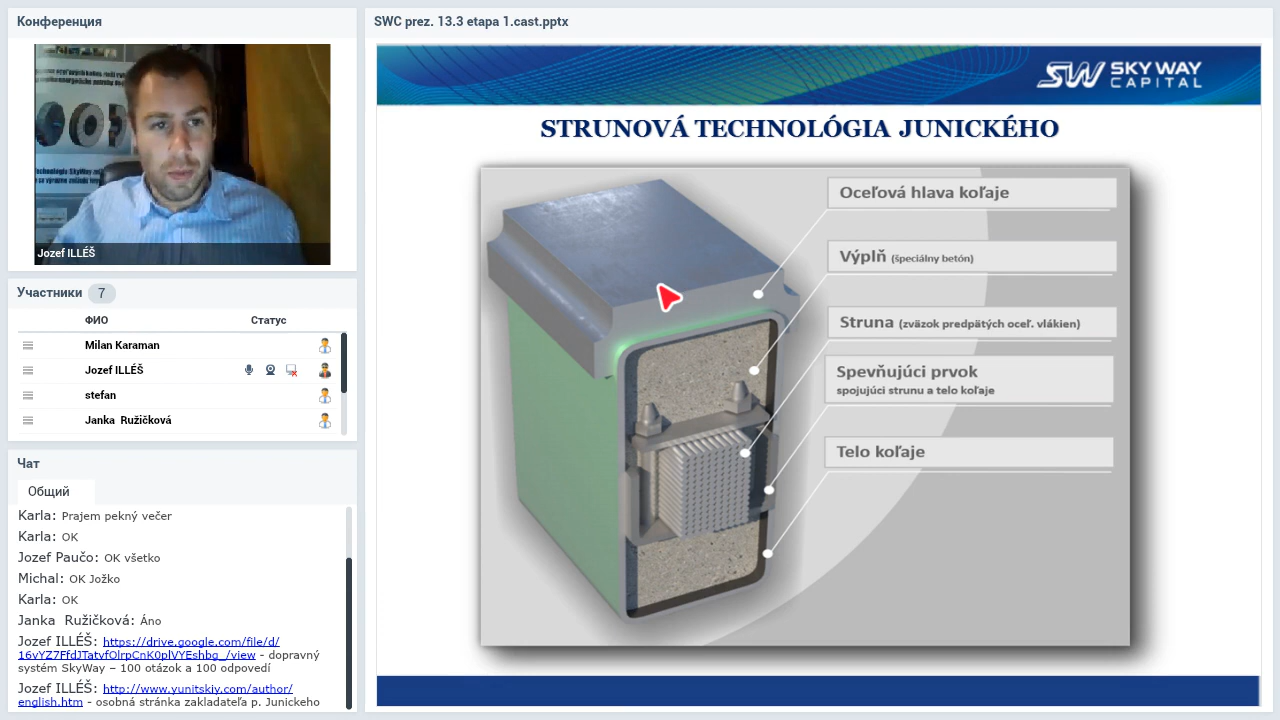 Конференция
Jozef ILLÉŠ
Участники 7
ФИО Статус
Milan Karaman
Jozef ILLÉŠ
stefan
Janka Ružičková
Чат
Общий
Karla: Prajem pekný večer
Karla: OK
Jozef Paučo: OK všetko
Michal: OK Jožko
Karla: OK
Janka Ružičková: Áno
Jozef ILLÉŠ: https://drive.google.com/file/d/
16vYZ7FfdJTatvfOlrpCnK0plVYEshbg_/view - dopravný
systém SkyWay – 100 otázok a 100 odpovedí
Jozef ILLÉŠ: http://www.yunitskiy.com/author/
english.htm - osobná stránka zakladateľa p. Junickeho
SWC prez. 13.3 etapa 1.cast.pptx
SW SKY WAY
CAPITAL
STRUNOVÁ TECHNOLÓGIA JUNICKÉHO
Oceľová hlava koľaje
Výplň (špeciálny betón)
Struna (zväzok predpätých oceľ. vlákien)
Spevňujúci prvok
spojujúci strunu a telo koľaje
Telo koľaje